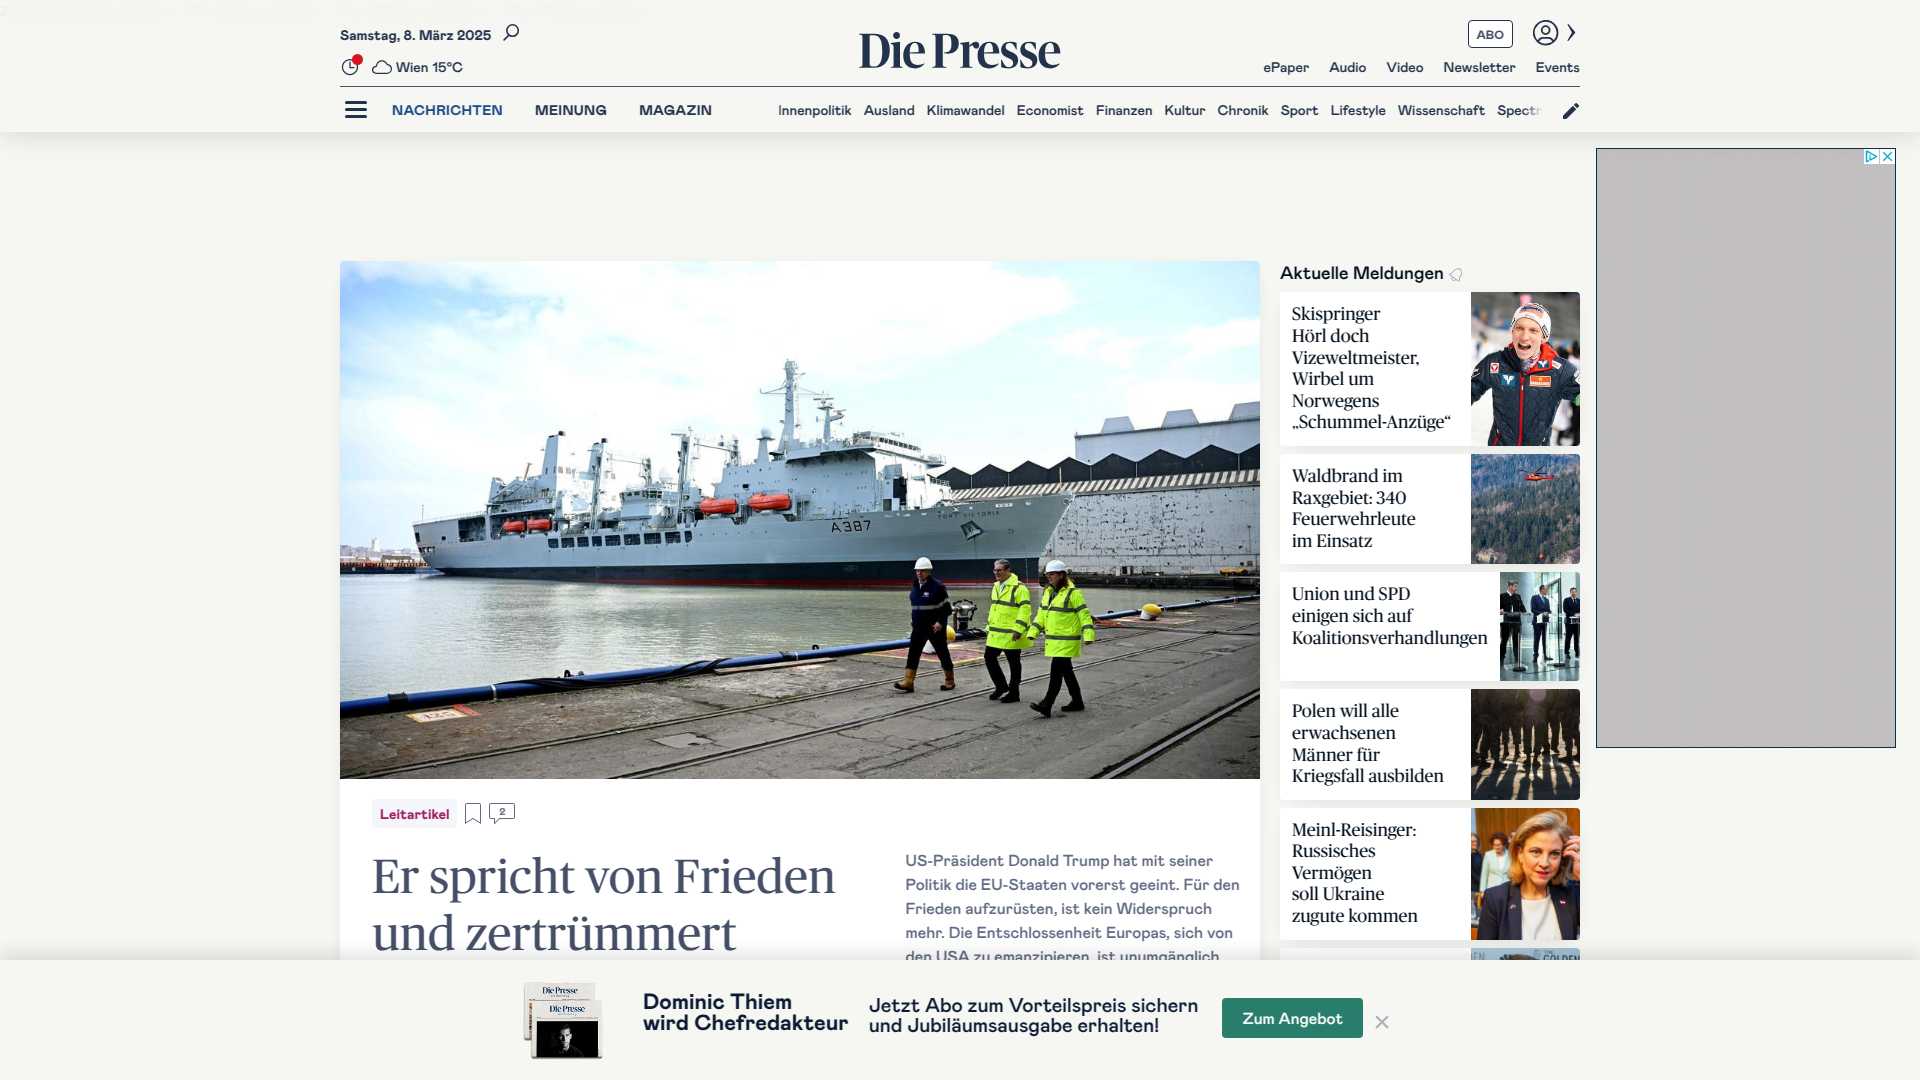 Samstag, 8. März 2025
Wien 15°C
Die Presse
ABO
ePaper Audio Video Newsletter Events
NACHRICHTEN MEINUNG MAGAZIN
Innenpolitik Ausland Klimawandel Economist Finanzen Kultur Chronik Sport Lifestyle Wissenschaft
A387
FORT VICTORIA
Leitartikel
2
Er spricht von Frieden
und zertrümmert
US-Präsident Donald Trump hat mit seiner
Politik die EU-Staaten vorerst geeint. Für den
Frieden aufzurüsten, ist kein Widerspruch
mehr. Die Entschlossenheit Europas, sich von
den USA zu emanzipieren, ist unumgänglich
Aktuelle Meldungen
Skispringer
Hörl doch
Vizeweltmeister,
Wirbel um
Norwegens
„Schummel-Anzüge“
Waldbrand im
Raxgebiet: 340
Feuerwehrleute
im Einsatz
Union und SPD
einigen sich auf
Koalitionsverhandlungen
Polen will alle
erwachsenen
Männer für
Kriegsfall ausbilden
Meinl-Reisinger:
Russisches
Vermögen
soll Ukraine
zugute kommen
Die Presse
Die Presse
Dominic Thiem
wird Chefredakteur
Jetzt Abo zum Vorteilspreis sichern
und Jubiläumsausgabe erhalten!
Zum Angebot